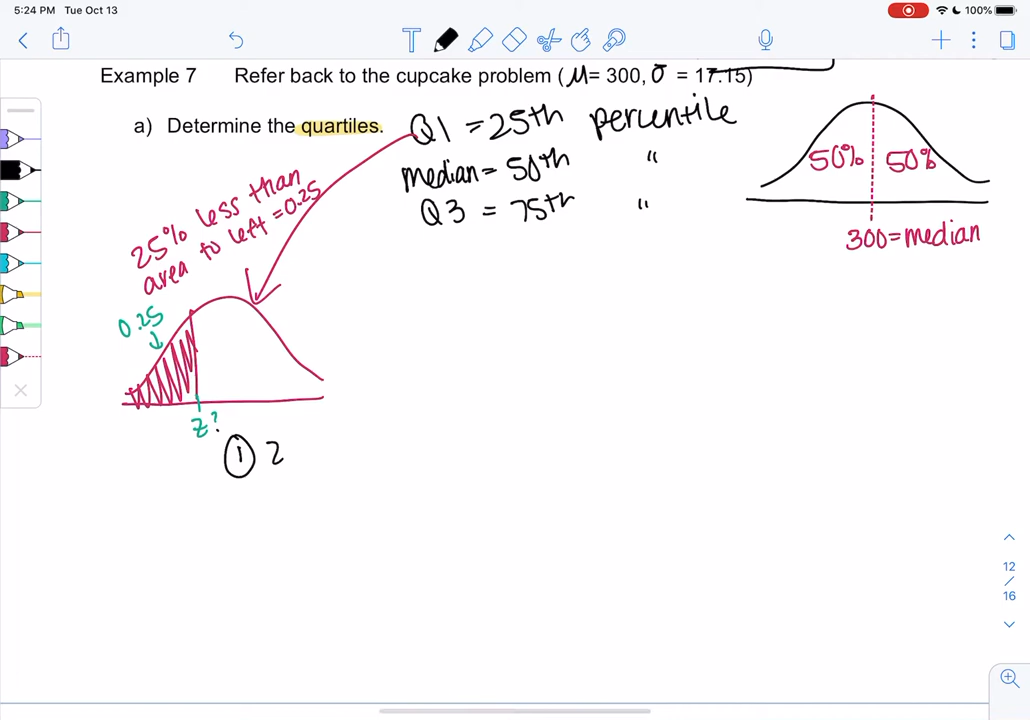 5:24 PM Tue Oct 13
100%
Example 7 Refer back to the cupcake problem ( μ = 300, σ = 17.15)
a) Determine the quartiles.
Q1 = 25th percentile
median = 50th "
Q3 = 75th "
50% 50%
300 = median
25% less than
area to left = 0.25
0.25
z?
① z
12
/
16